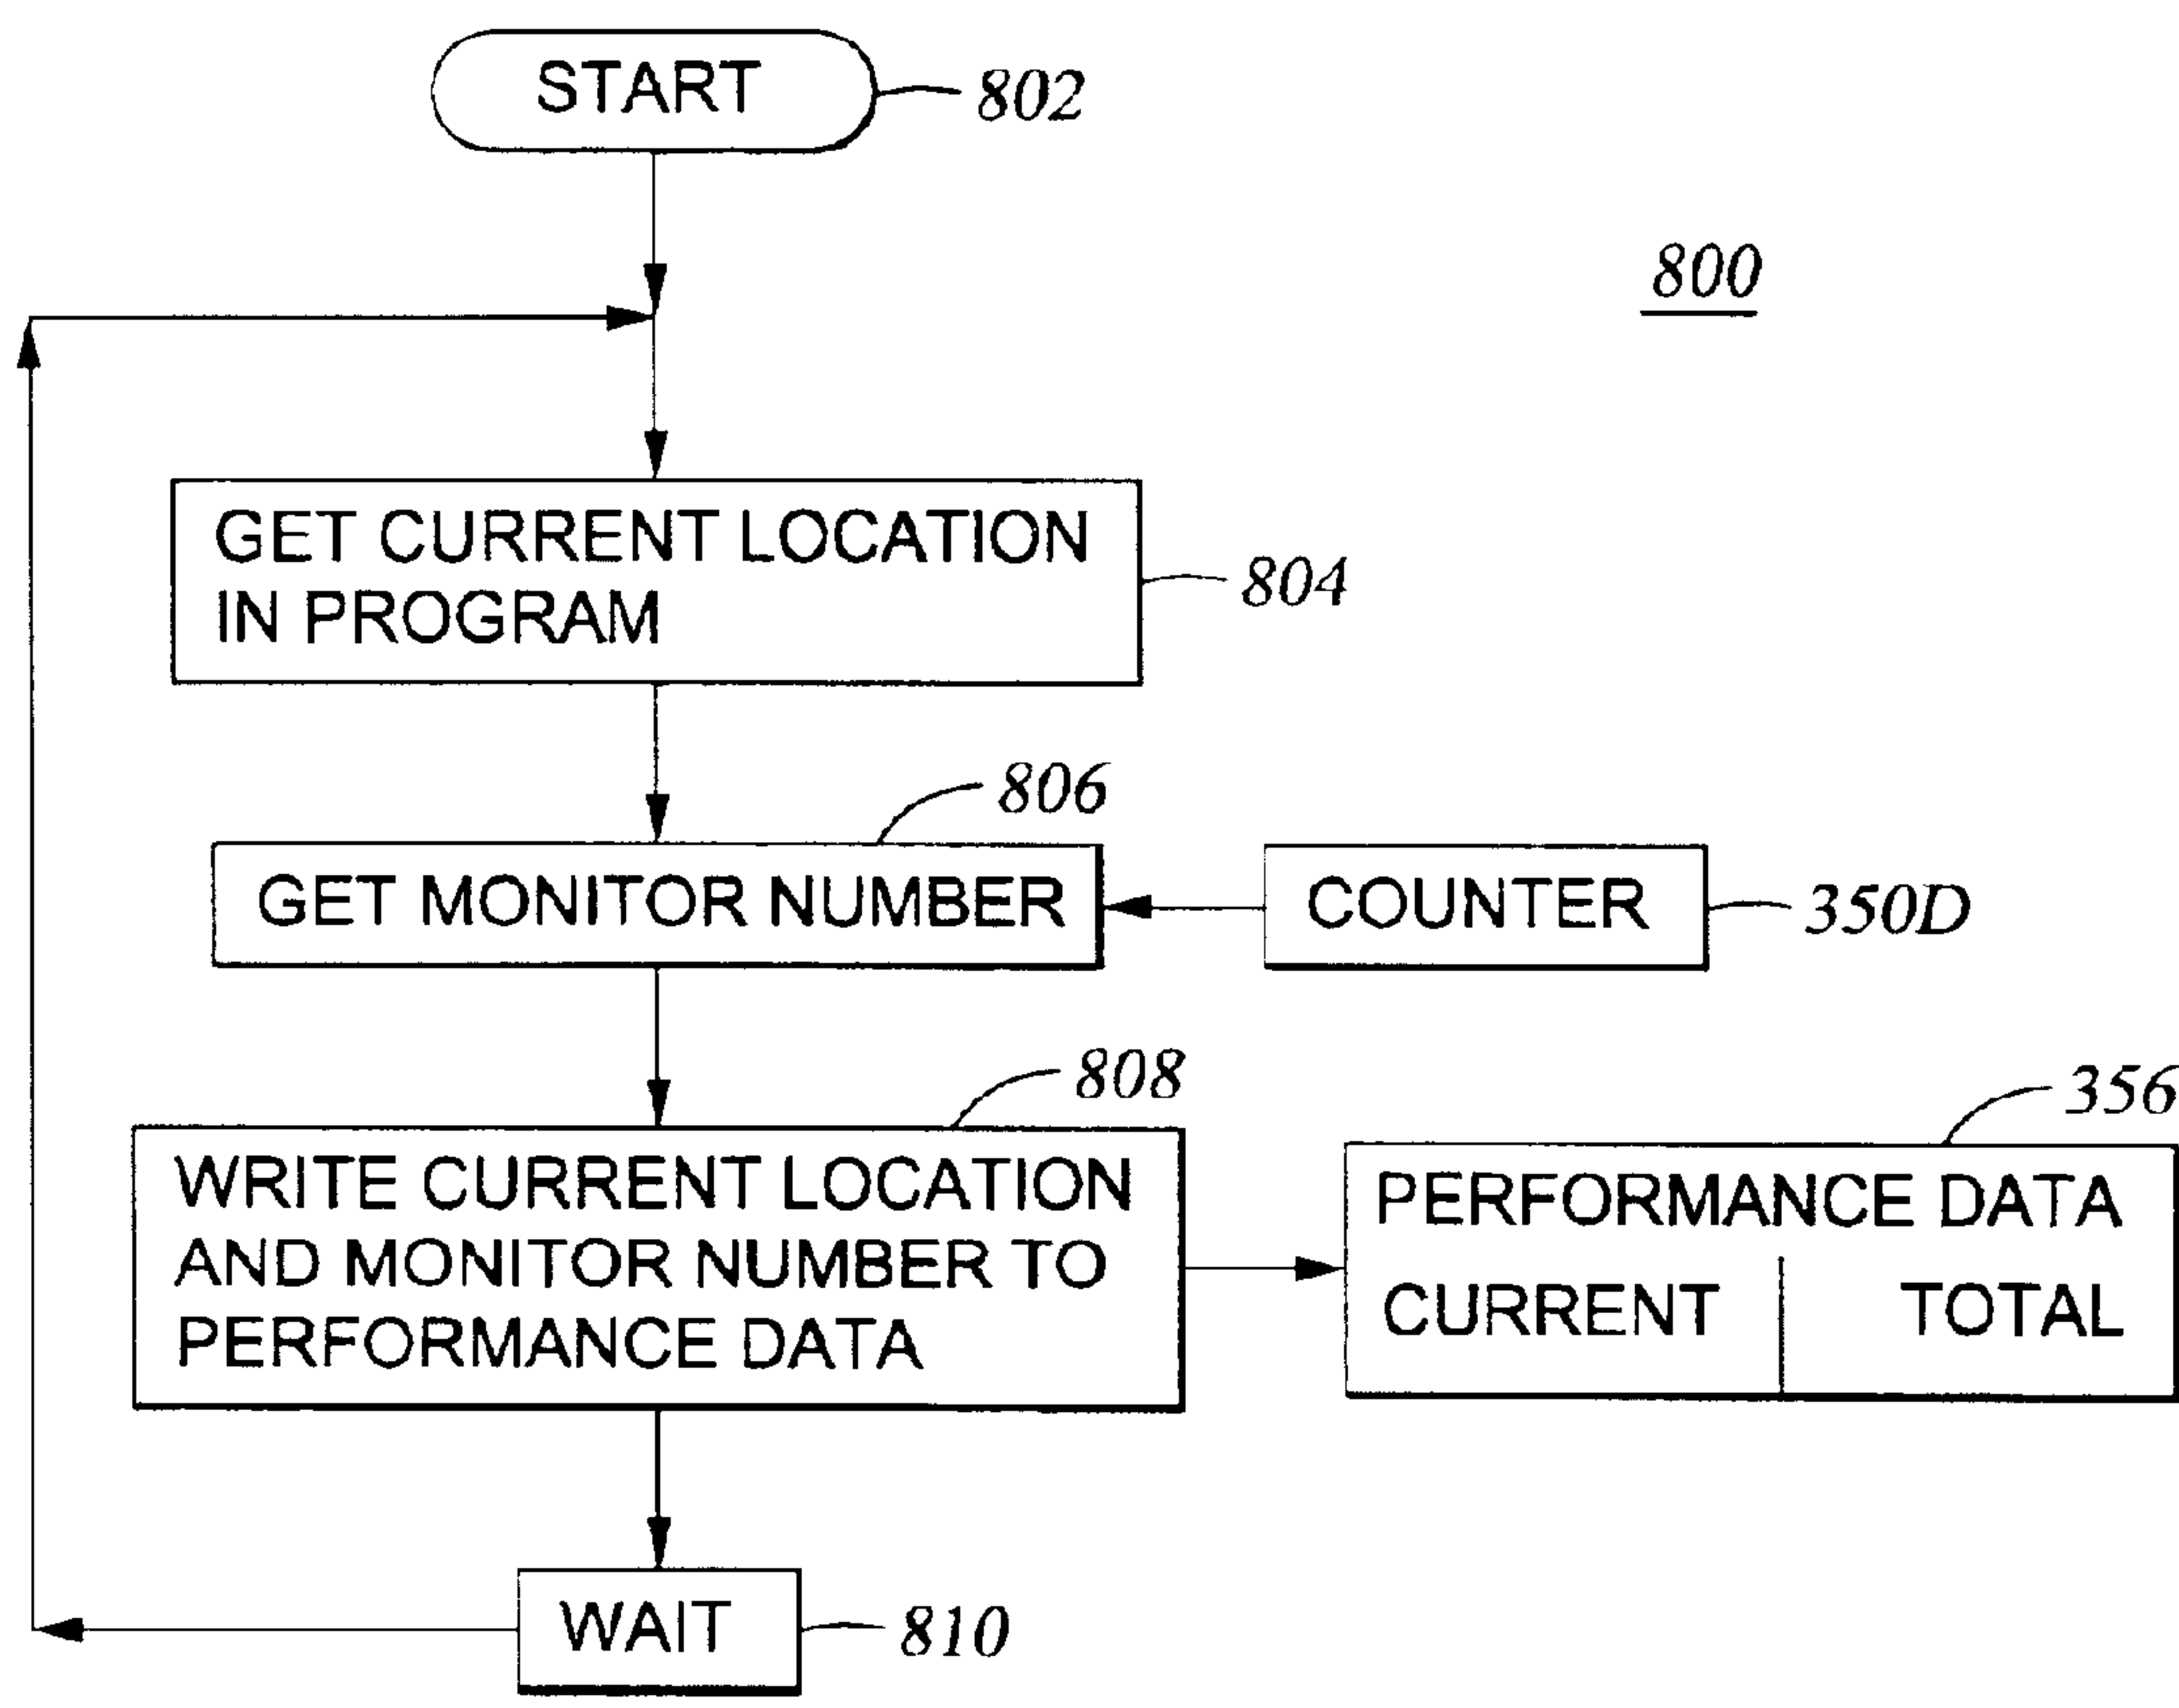 START
802
800
GET CURRENT LOCATION
IN PROGRAM
804
806
GET MONITOR NUMBER
COUNTER
350D
808
356
WRITE CURRENT LOCATION
AND MONITOR NUMBER TO
PERFORMANCE DATA
PERFORMANCE DATA
CURRENT
TOTAL
WAIT
810